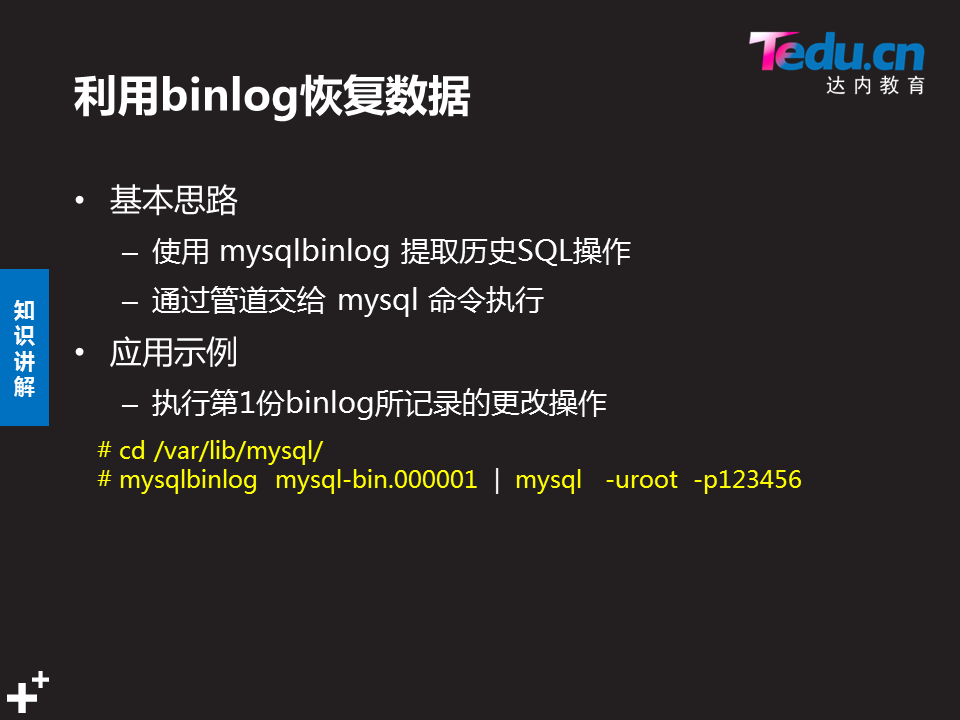 Tedu.cn
达内教育
利用binlog恢复数据
• 基本思路
– 使用 mysqlbinlog 提取历史SQL操作
– 通过管道交给 mysql 命令执行
• 应用示例
– 执行第1份binlog所记录的更改操作
# cd /var/lib/mysql/
# mysqlbinlog mysql-bin.000001 | mysql -uroot -p123456
知
识
讲
解